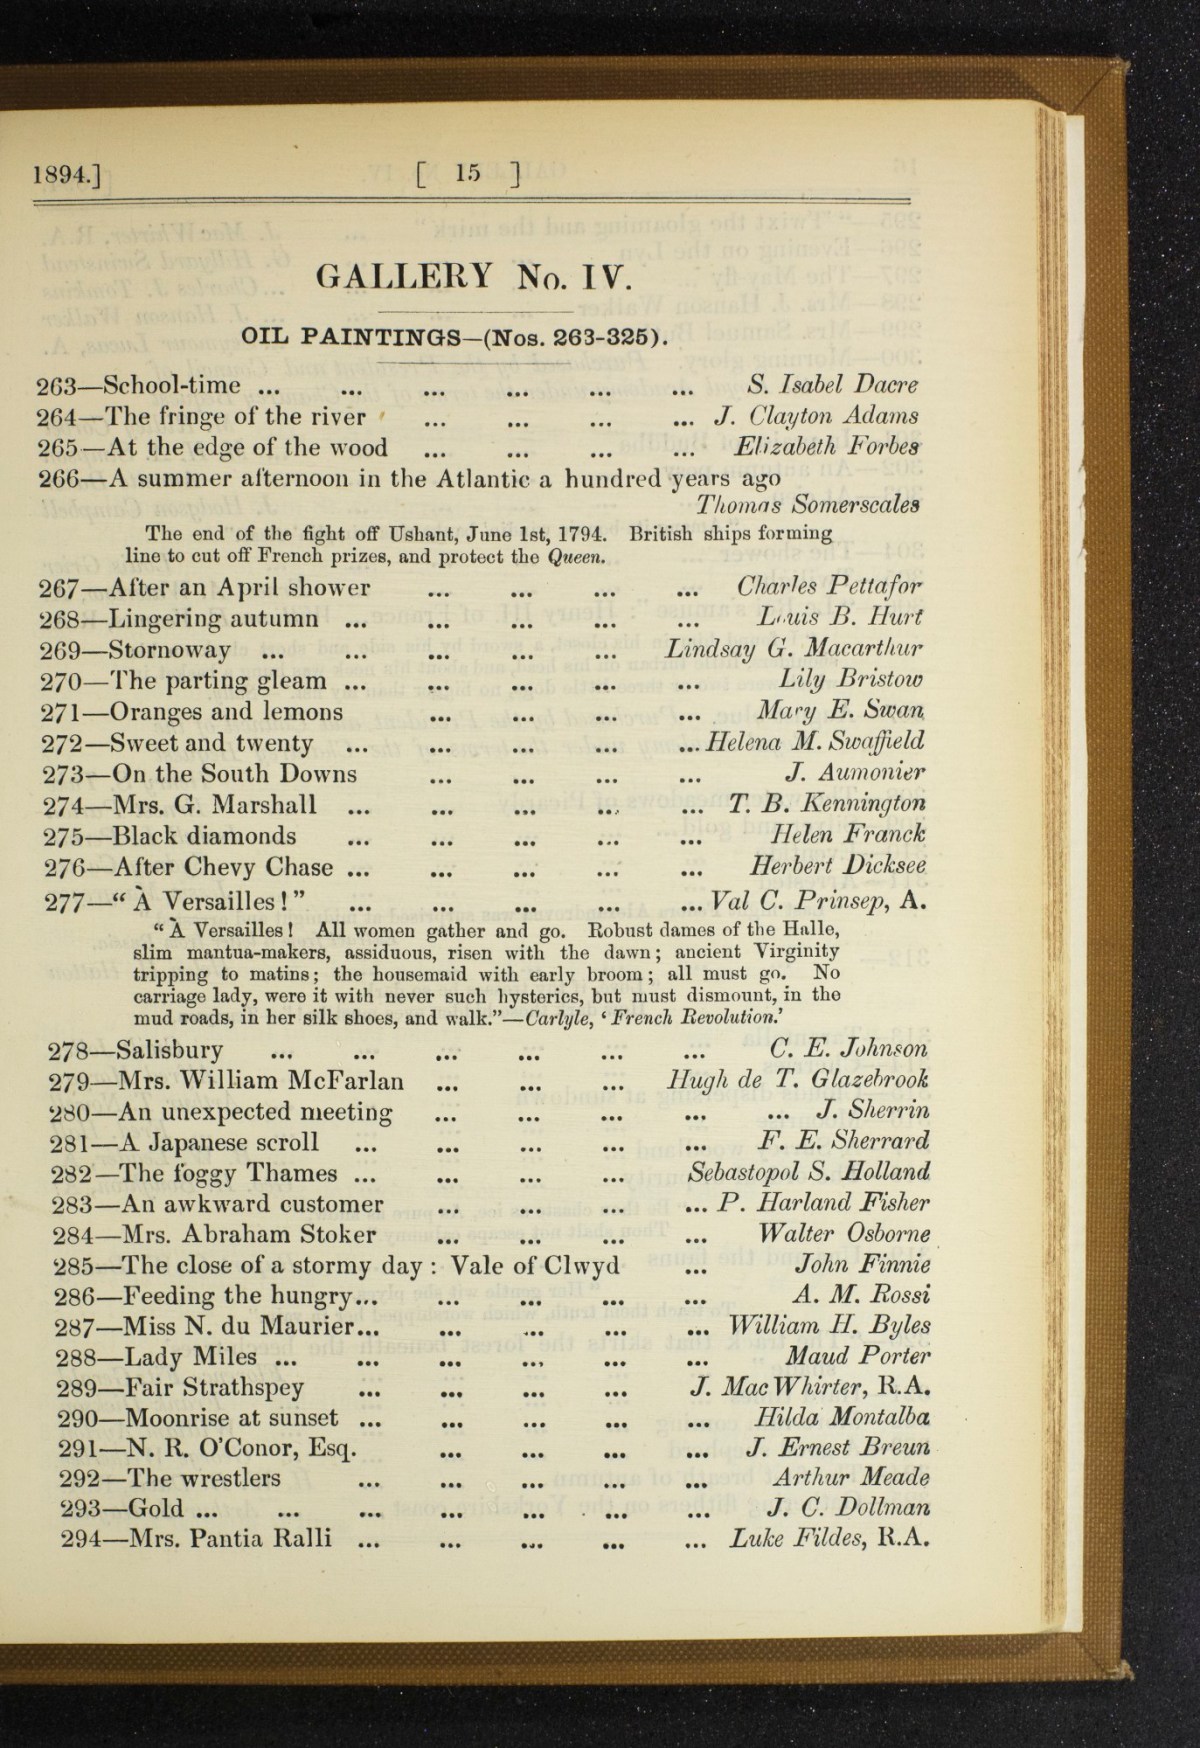 1894.] [ 15 ]
GALLERY No. IV.
OIL PAINTINGS—(Nos. 263-325).
263—School-time ... ... ... ... ... ... S. Isabel Dacre
264—The fringe of the river ... ... ... ... J. Clayton Adams
265—At the edge of the wood ... ... ... ... Elizabeth Forbes
266—A summer afternoon in the Atlantic a hundred years ago
Thomas Somerscales
The end of the fight off Ushant, June 1st, 1794. British ships forming
line to cut off French prizes, and protect the Queen.
267—After an April shower ... ... ... ... Charles Pettafor
268—Lingering autumn ... ... ... ... ... Louis B. Hurt
269—Stornoway ... ... ... ... ... Lindsay G. Macarthur
270—The parting gleam ... ... ... ... ... Lily Bristow
271—Oranges and lemons ... ... ... ... Mary E. Swan
272—Sweet and twenty ... ... ... ... ... Helena M. Swaffield
273—On the South Downs ... ... ... ... J. Aumonier
274—Mrs. G. Marshall ... ... ... ... ... T. B. Kennington
275—Black diamonds ... ... ... ... ... Helen Franck
276—After Chevy Chase ... ... ... ... ... Herbert Dicksee
277—“ À Versailles ! ” ... ... ... ... ... Val C. Prinsep, A.
“ À Versailles ! All women gather and go. Robust dames of the Halle,
slim mantua-makers, assiduous, risen with the dawn ; ancient Virginity
tripping to matins ; the housemaid with early broom ; all must go. No
carriage lady, were it with never such hysterics, but must dismount, in the
mud roads, in her silk shoes, and walk.”—Carlyle, ‘ French Revolution.’
278—Salisbury ... ... ... ... ... ... C. E. Johnson
279—Mrs. William McFarlan ... ... ... Hugh de T. Glazebrook
280—An unexpected meeting ... ... ... ... ... J. Sherrin
281—A Japanese scroll ... ... ... ... ... F. E. Sherrard
282—The foggy Thames ... ... ... ... Sebastopol S. Holland
283—An awkward customer ... ... ... ... P. Harland Fisher
284—Mrs. Abraham Stoker ... ... ... ... Walter Osborne
285—The close of a stormy day : Vale of Clwyd ... John Finnie
286—Feeding the hungry... ... ... ... ... A. M. Rossi
287—Miss N. du Maurier... ... ... ... ... William H. Byles
288—Lady Miles ... ... ... ... ... ... Maud Porter
289—Fair Strathspey ... ... ... ... J. MacWhirter, R.A.
290—Moonrise at sunset ... ... ... ... ... Hilda Montalba
291—N. R. O’Conor, Esq. ... ... ... ... J. Ernest Breun
292—The wrestlers ... ... ... ... ... Arthur Meade
293—Gold ... ... ... ... ... ... ... J. C. Dollman
294—Mrs. Pantia Ralli ... ... ... ... ... Luke Fildes, R.A.